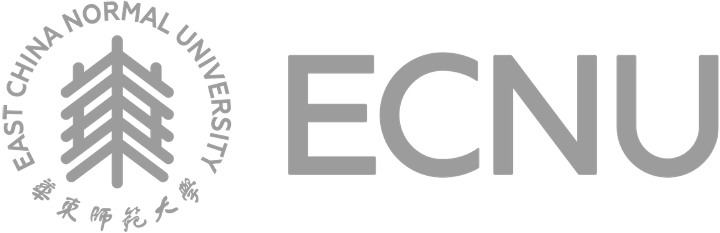 EAST CHINA NORMAL UNIVERSITY
華東師範大學
ECNU